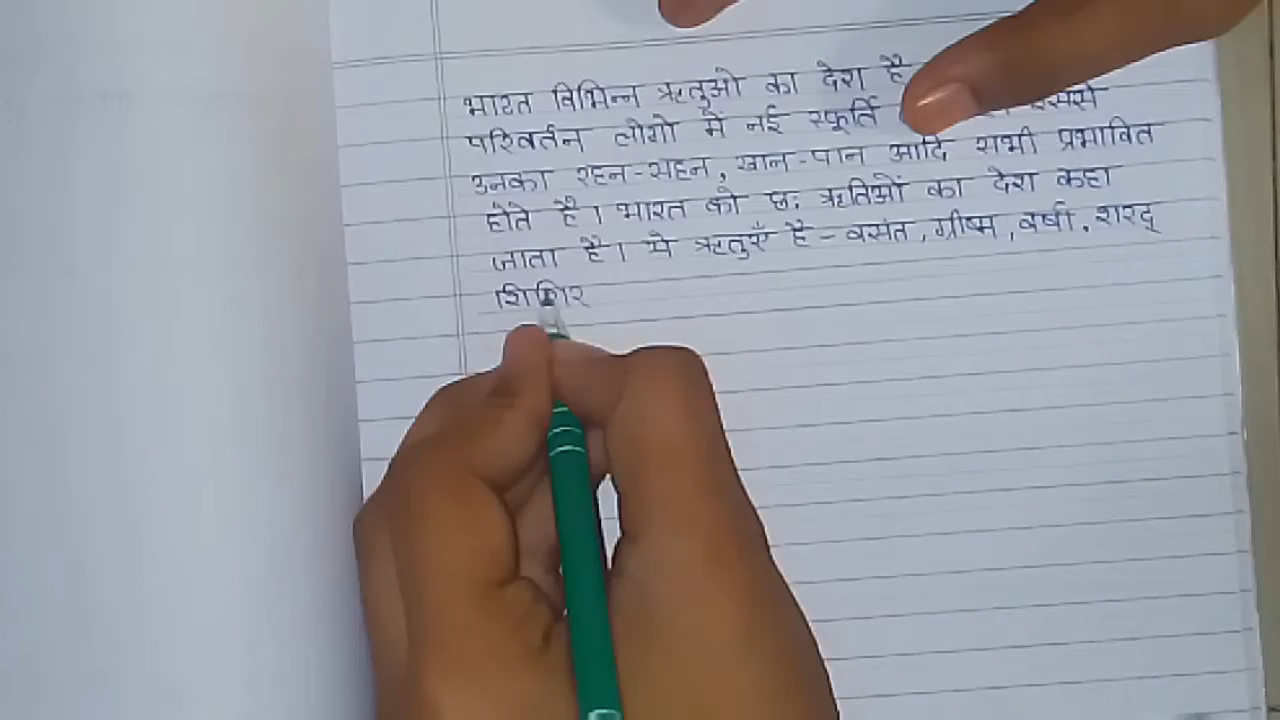 भारत विभिन्न ऋतुओ का देश है
परिवर्तन लोगो में नई स्फूर्ति इससे
उनका रहन-सहन, खान-पान आदि सभी प्रभावित
होते है। भारत को छः ऋतिओं का देश कहा
जाता है। ये ऋतुएँ है - वसंत, ग्रीष्म, वर्षा, शरद्
शिशिर